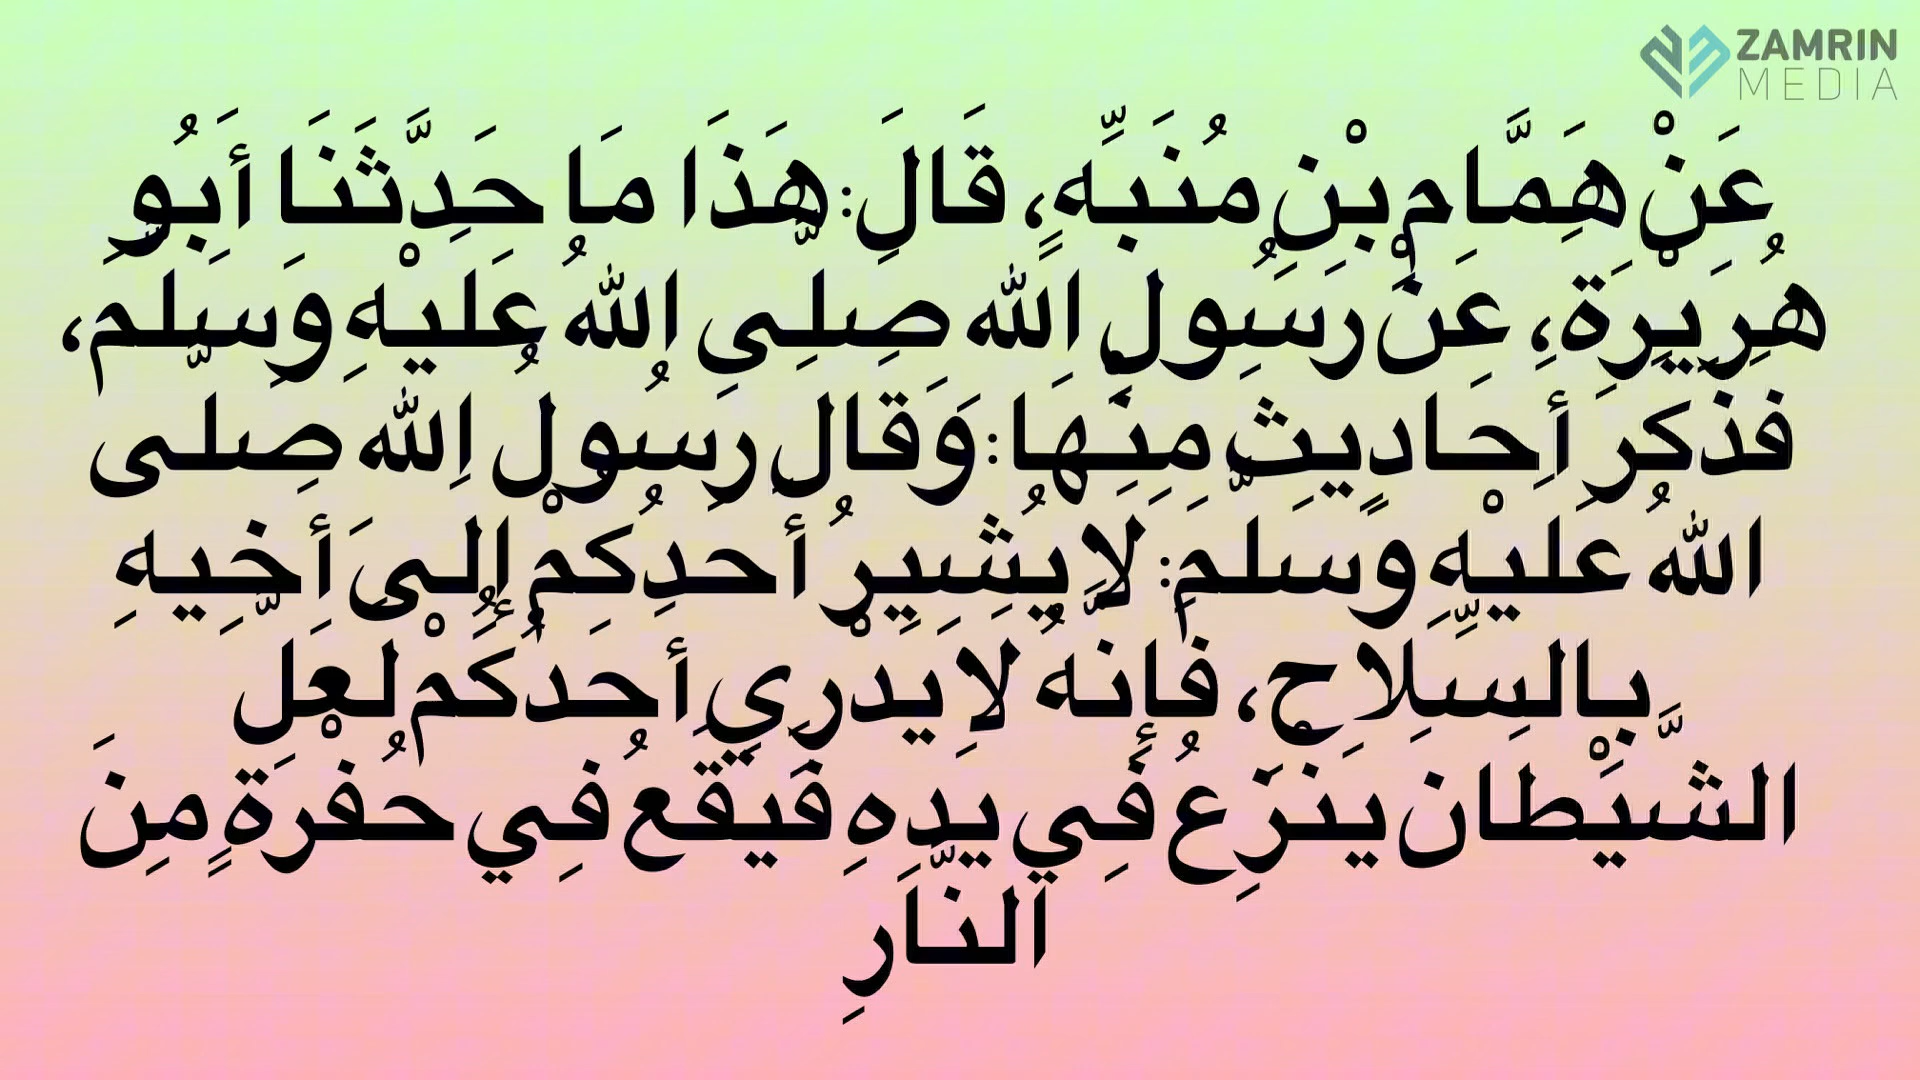 ZAMRIN
MEDIA
عَنْ هَمَّامِ بْنِ مُنَبِّهٍ، قَالَ: هَذَا مَا حَدَّثَنَا أَبُو
هُرَيْرَةَ، عَنْ رَسُولِ اللهِ صَلَّى اللهُ عَلَيْهِ وَسَلَّمَ،
فَذَكَرَ أَحَادِيثَ مِنْهَا: وَقَالَ رَسُولُ اللهِ صَلَّى
اللهُ عَلَيْهِ وَسَلَّمَ: لَا يُشِيرُ أَحَدُكُمْ إِلَى أَخِيهِ
بِالسِّلَاحِ، فَإِنَّهُ لَا يَدْرِي أَحَدُكُمْ لَعَلَّ
الشَّيْطَانَ يَنْزِعُ فِي يَدِهِ فَيَقَعُ فِي حُفْرَةٍ مِنَ
النَّارِ